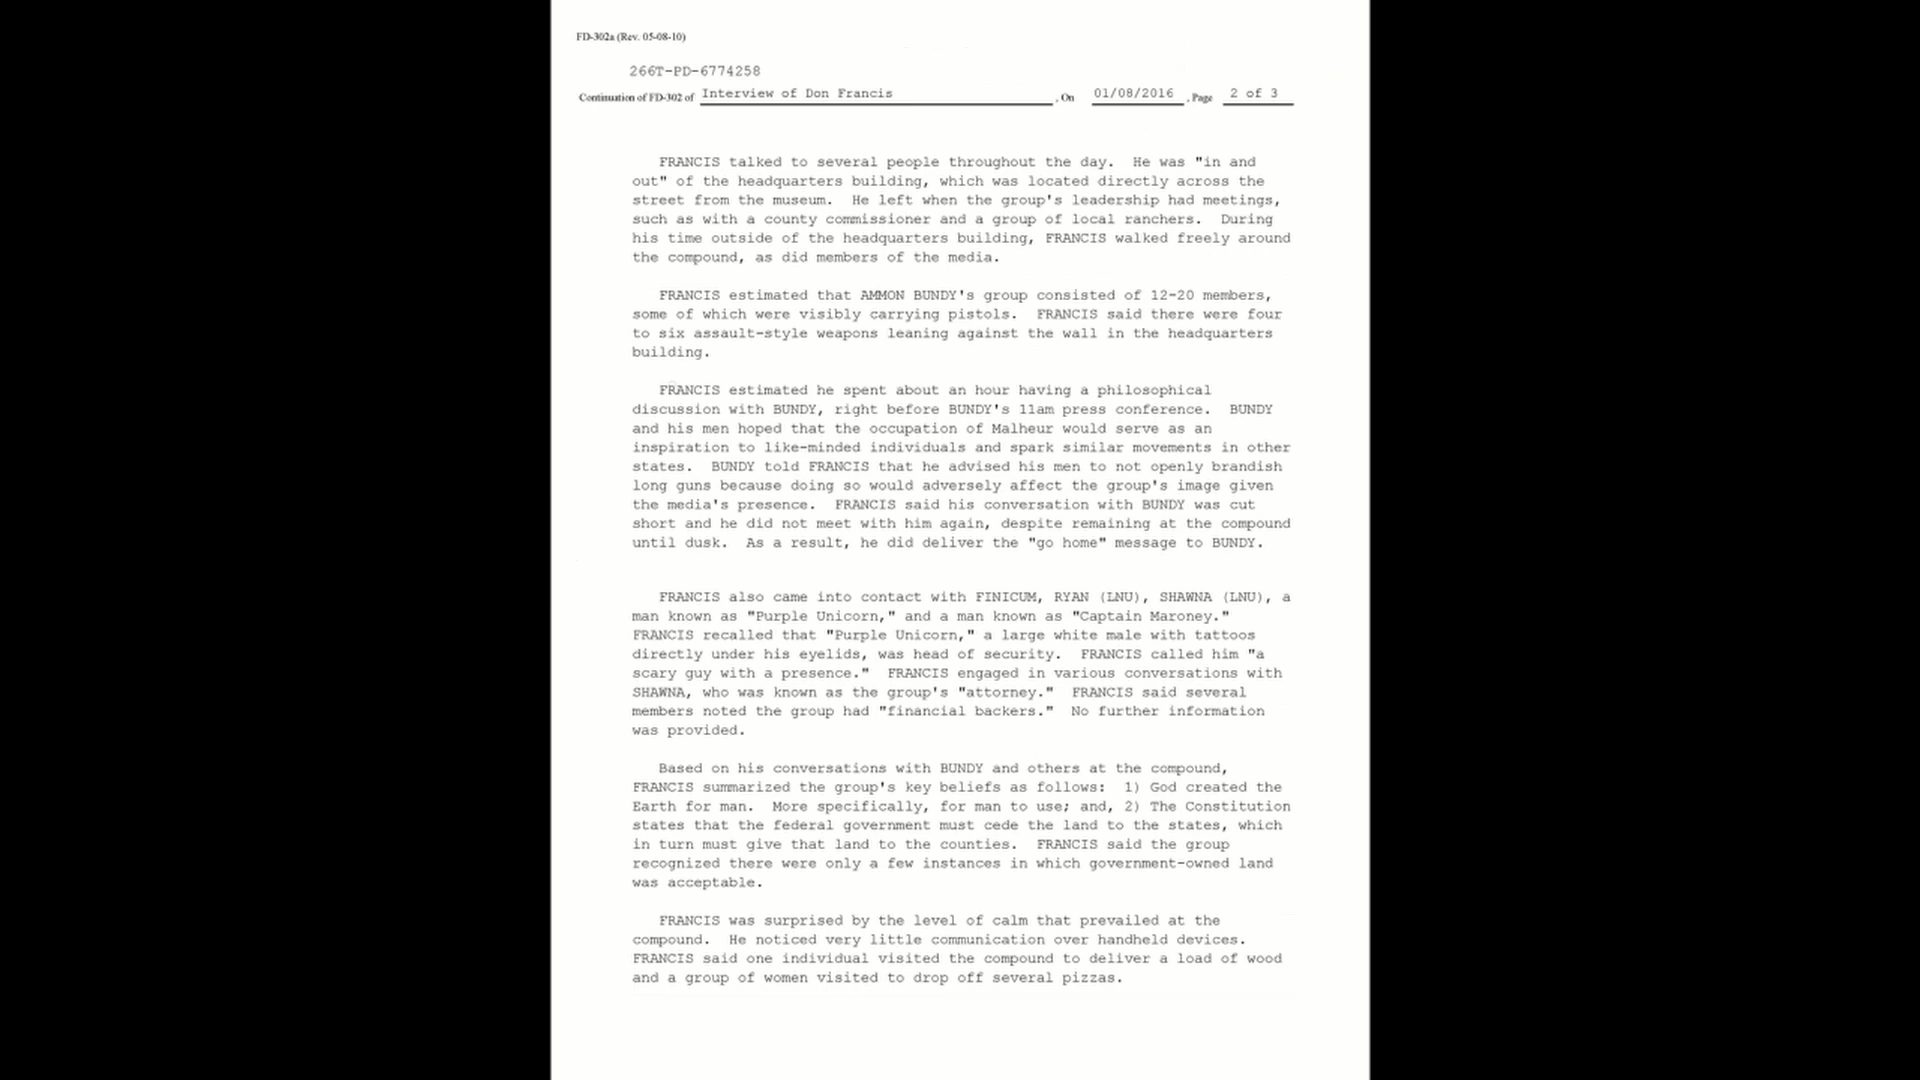 FD-302a (Rev. 05-08-10)
266T-PD-6774258
Continuation of FD-302 of Interview of Don Francis , On 01/08/2016 , Page 2 of 3
FRANCIS talked to several people throughout the day. He was "in and
out" of the headquarters building, which was located directly across the
street from the museum. He left when the group's leadership had meetings,
such as with a county commissioner and a group of local ranchers. During
his time outside of the headquarters building, FRANCIS walked freely around
the compound, as did members of the media.
FRANCIS estimated that AMMON BUNDY's group consisted of 12-20 members,
some of which were visibly carrying pistols. FRANCIS said there were four
to six assault-style weapons leaning against the wall in the headquarters
building.
FRANCIS estimated he spent about an hour having a philosophical
discussion with BUNDY, right before BUNDY's 11am press conference. BUNDY
and his men hoped that the occupation of Malheur would serve as an
inspiration to like-minded individuals and spark similar movements in other
states. BUNDY told FRANCIS that he advised his men to not openly brandish
long guns because doing so would adversely affect the group's image given
the media's presence. FRANCIS said his conversation with BUNDY was cut
short and he did not meet with him again, despite remaining at the compound
until dusk. As a result, he did deliver the "go home" message to BUNDY.
FRANCIS also came into contact with FINICUM, RYAN (LNU), SHAWNA (LNU), a
man known as "Purple Unicorn," and a man known as "Captain Maroney."
FRANCIS recalled that "Purple Unicorn," a large white male with tattoos
directly under his eyelids, was head of security. FRANCIS called him "a
scary guy with a presence." FRANCIS engaged in various conversations with
SHAWNA, who was known as the group's "attorney." FRANCIS said several
members noted the group had "financial backers." No further information
was provided.
Based on his conversations with BUNDY and others at the compound,
FRANCIS summarized the group's key beliefs as follows: 1) God created the
Earth for man. More specifically, for man to use; and, 2) The Constitution
states that the federal government must cede the land to the states, which
in turn must give that land to the counties. FRANCIS said the group
recognized there were only a few instances in which government-owned land
was acceptable.
FRANCIS was surprised by the level of calm that prevailed at the
compound. He noticed very little communication over handheld devices.
FRANCIS said one individual visited the compound to deliver a load of wood
and a group of women visited to drop off several pizzas.